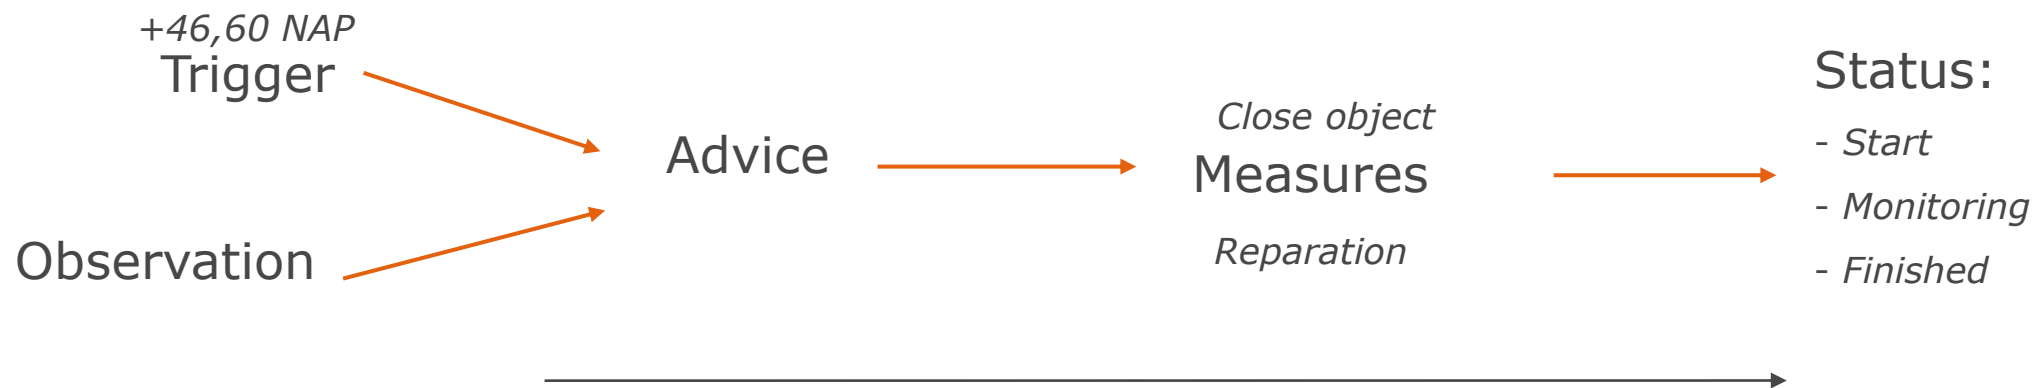 +46,60 NAP
Trigger
Observation
Advice
Close object
Measures
Reparation
Status:
- Start
- Monitoring
- Finished